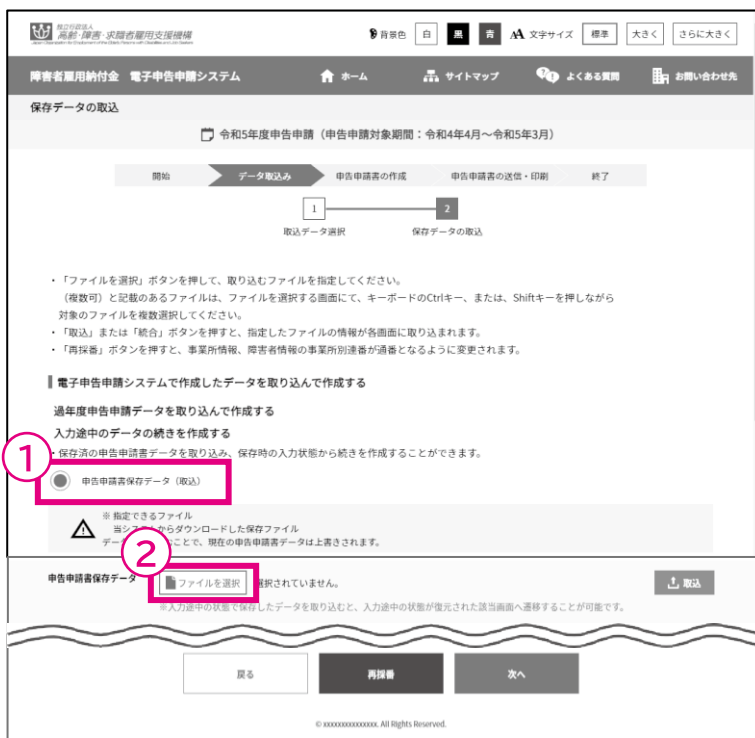 独立行政法人
高齢・障害・求職者雇用支援機構
Japan Organization for Employment of the Elderly, Persons with Disabilities and Job Seekers
背景色 白 黒 青 AA 文字サイズ 標準 大きく さらに大きく
障害者雇用納付金 電子申告申請システム ホーム サイトマップ よくある質問 お問い合わせ先
保存データの取込
令和5年度申告申請（申告申請対象期間：令和4年4月～令和5年3月）
開始 データ取込み 申告申請書の作成 申告申請書の送信・印刷 終了
1 2
取込データ選択 保存データの取込
・「ファイルを選択」ボタンを押して、取り込むファイルを指定してください。
（複数可）と記載のあるファイルは、ファイルを選択する画面にて、キーボードのCtrlキー、または、Shiftキーを押しながら
対象のファイルを複数選択してください。
・「取込」または「統合」ボタンを押すと、指定したファイルの情報が各画面に取り込まれます。
・「再採番」ボタンを押すと、事業所情報、障害者情報の事業所別連番が通番となるように変更されます。
電子申告申請システムで作成したデータを取り込んで作成する
過年度申告申請データを取り込んで作成する
入力途中のデータの続きを作成する
・保存済の申告申請書データを取り込み、保存時の入力状態から続きを作成することができます。
1
申告申請書保存データ（取込）
※ 指定できるファイル
当システムからダウンロードした保存ファイル
データ ことで、現在の申告申請書データは上書きされます。
2
申告申請書保存データ ファイルを選択 選択されていません。 取込
※入力途中の状態で保存したデータを取り込むと、入力途中の状態が復元された該当画面へ遷移することが可能です。
戻る 再採番 次へ
© xxxxxxxxxxxxxx. All Rights Reserved.